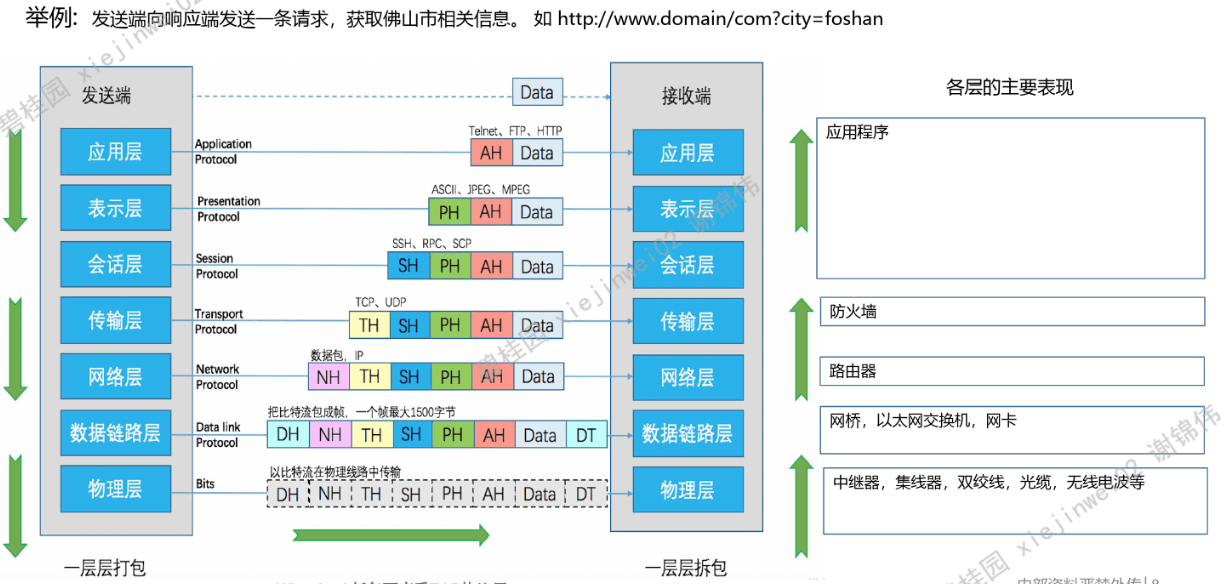 举例: 发送端向响应端发送一条请求，获取佛山市相关信息。 如 http://www.domain/com?city=foshan
发送端
Data
接收端
各层的主要表现
应用层
Application
Protocol
Telnet、FTP、HTTP
AH Data
应用层
应用程序
表示层
Presentation
Protocol
ASCII、JPEG、MPEG
PH AH Data
表示层
会话层
Session
Protocol
SSH、RPC、SCP
SH PH AH Data
会话层
传输层
Transport
Protocol
TCP、UDP
TH SH PH AH Data
传输层
防火墙
网络层
Network
Protocol
数据包，IP
NH TH SH PH AH Data
网络层
路由器
数据链路层
Data link
Protocol
把比特流包成帧，一个帧最大1500字节
DH NH TH SH PH AH Data DT
数据链路层
网桥，以太网交换机，网卡
物理层
Bits
以比特流在物理线路中传输
DH NH TH SH PH AH Data DT
物理层
中继器，集线器，双绞线，光缆，无线电波等
一层层打包
一层层拆包
碧桂园 xiejinwei02
碧桂园 xiejinwei02 谢锦伟
碧桂园 xiejinwei02 谢锦伟